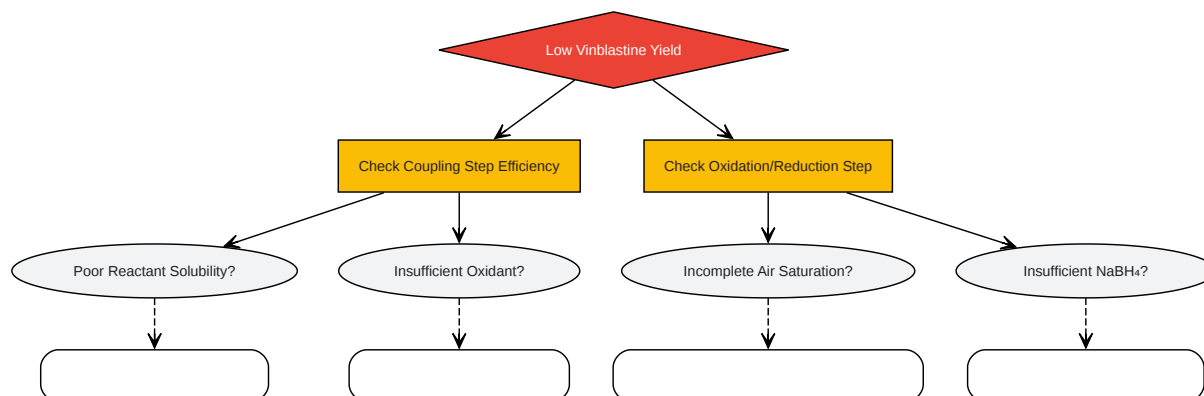 Low Vinblastine Yield
Check Coupling Step Efficiency
Check Oxidation/Reduction Step
Poor Reactant Solubility?
Insufficient Oxidant?
Incomplete Air Saturation?
Insufficient NaBH₄?